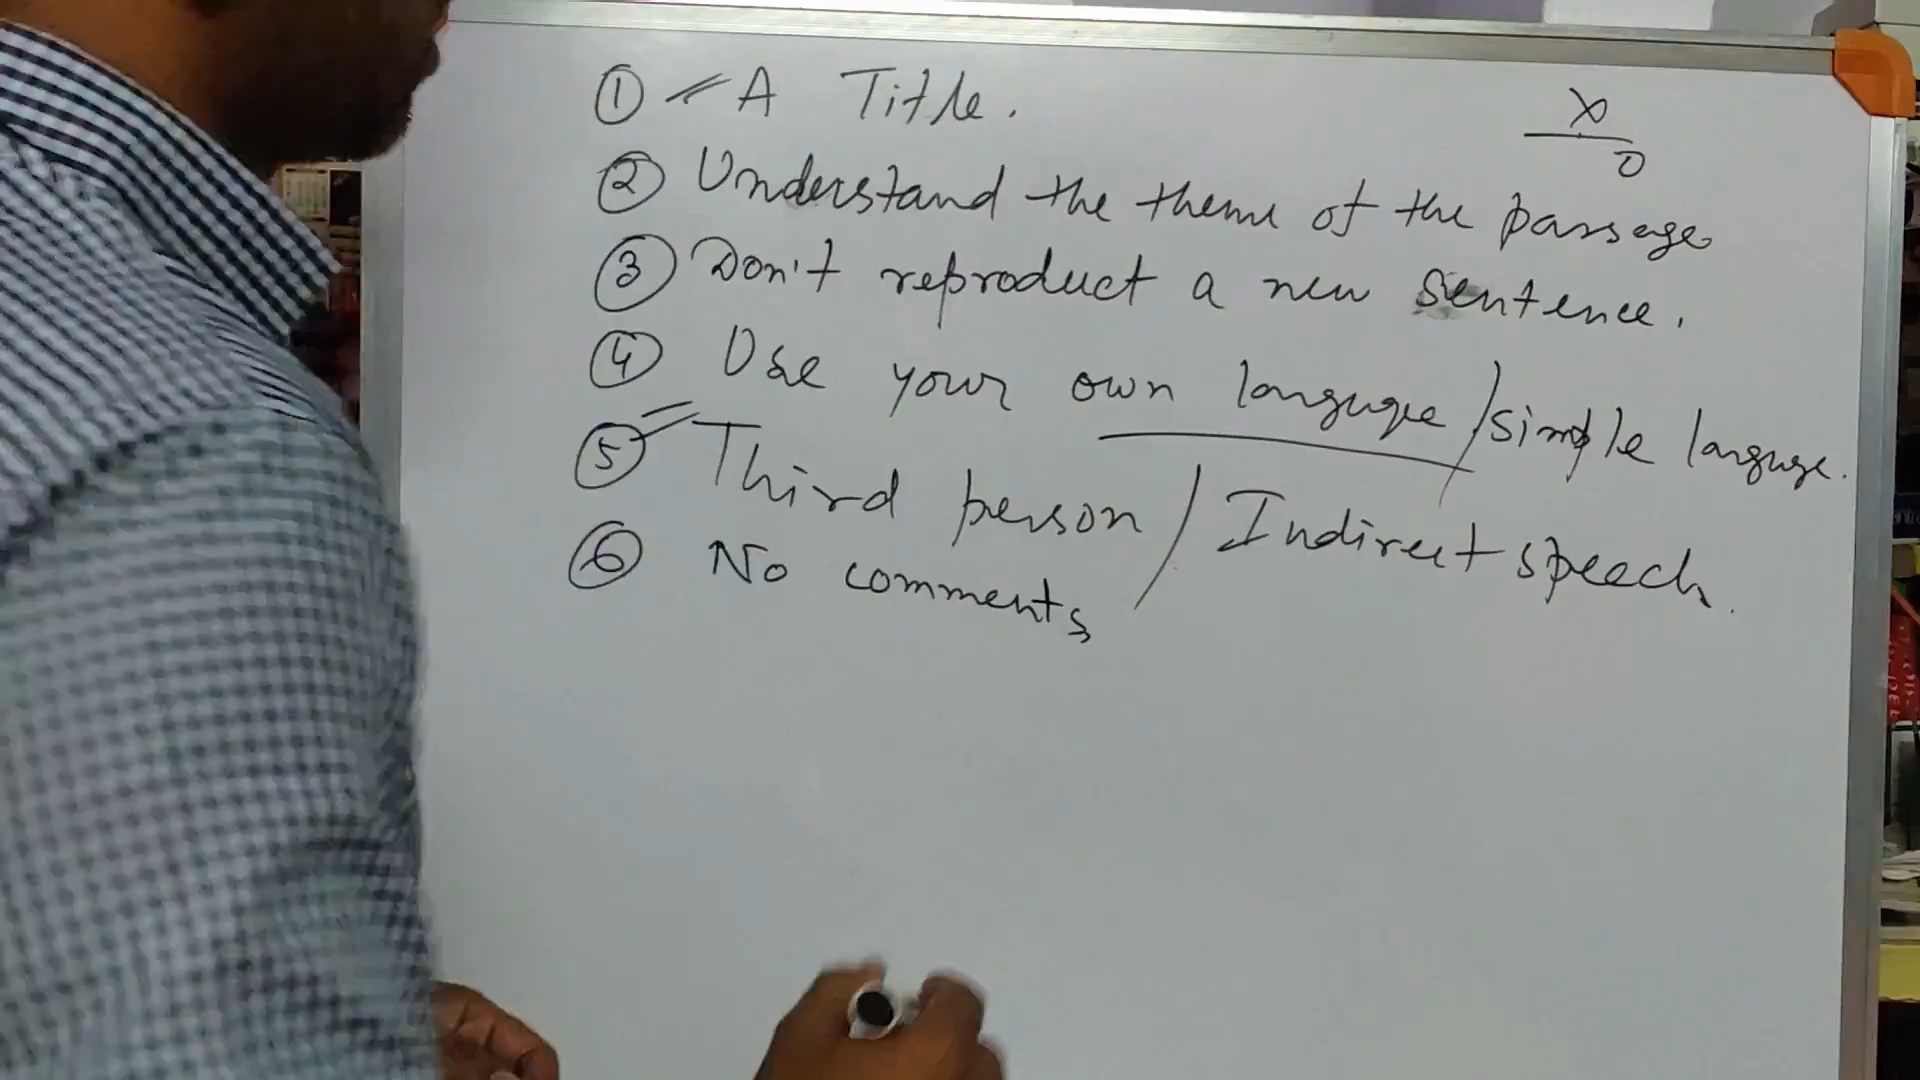 ① A Title.
② Understand the theme of the passage
③ Don't reproduct a new sentence.
④ Use your own language / simple languge.
⑤ Third person / Indirect speech.
⑥ No comments